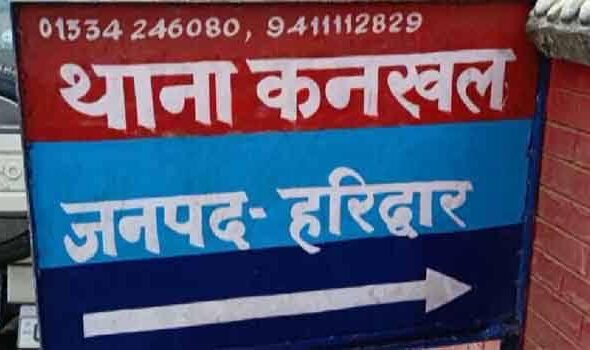 01334 246080, 9411112829
थाना कनखल
जनपद- हरिद्वार